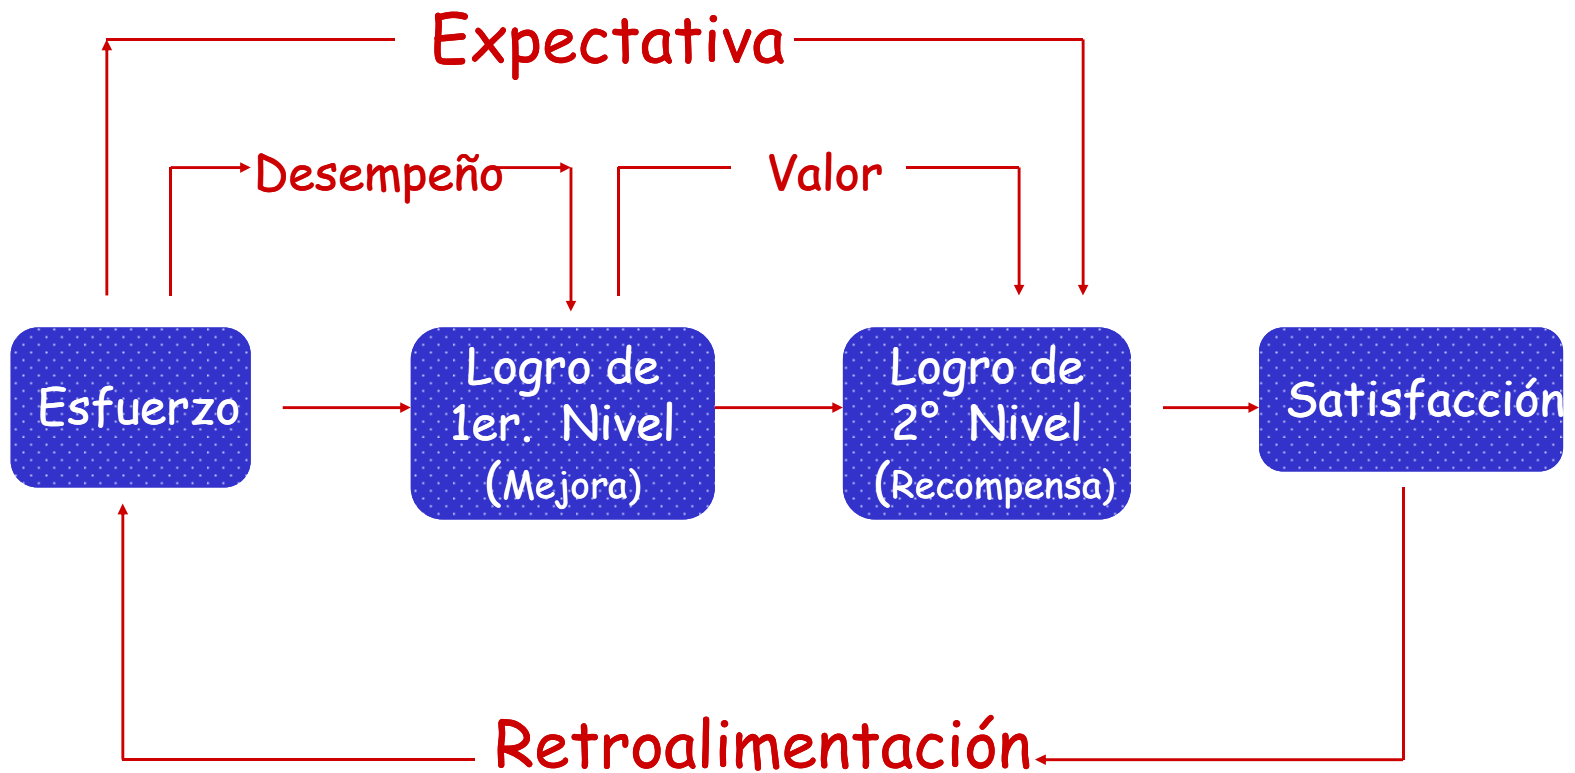 Expectativa
Desempeño
Valor
Esfuerzo
Logro de
1er. Nivel
(Mejora)
Logro de
2° Nivel
(Recompensa)
Satisfacción
Retroalimentación